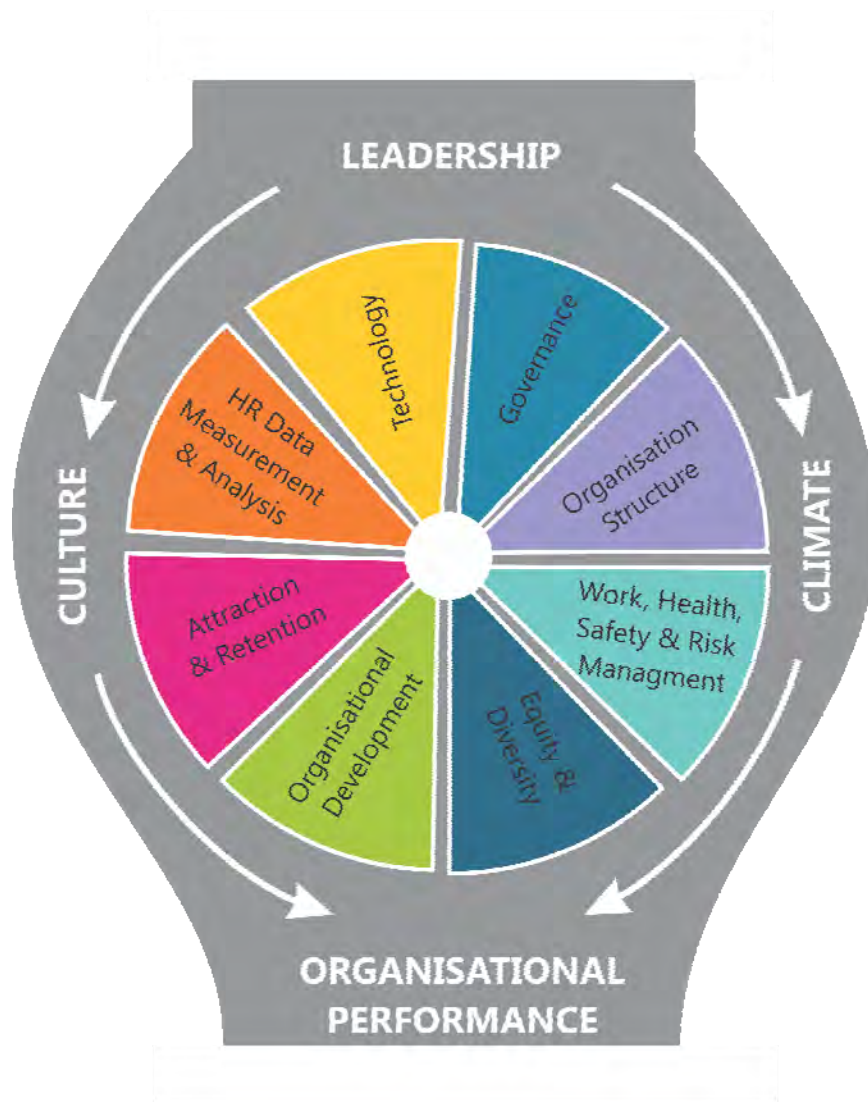 LEADERSHIP
Technology
Governance
HR Data
Measurement
& Analysis
Organisation
Structure
CULTURE
CLIMATE
Attraction
& Retention
Work, Health,
Safety & Risk
Managment
Organisational
Development
Equity &
Diversity
ORGANISATIONAL
PERFORMANCE